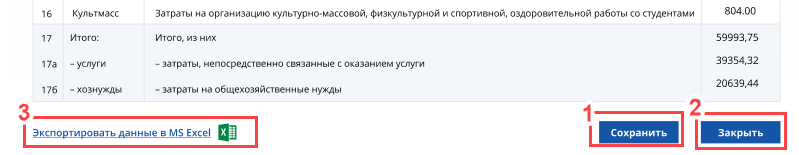 16 Культмасс Затраты на организацию культурно-массовой, физкультурной и спортивной, оздоровительной работы со студентами 804.00
17 Итого: Итого, из них 59993,75
17а – услуги – затраты, непосредственно связанные с оказанием услуги 39354,32
17б – хознужды – затраты на общехозяйственные нужды 20639,44
3 1 2
Экспортировать данные в MS Excel Сохранить Закрыть